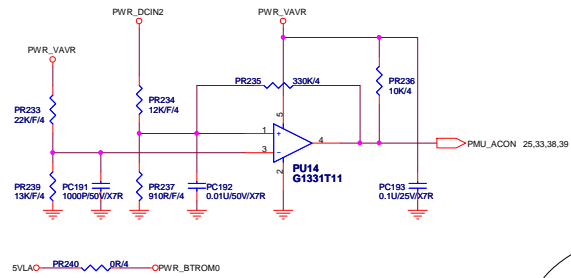 PWR_DCIN2
PWR_VAVR
PWR_VAVR
PR235
330K/4
PR236
10K/4
PR233
22K/F/4
PR234
12K/F/4
5
1
+
4
3
-
PMU_ACON 25,33,38,39
2
PU14
G1331T11
PR239
13K/F/4
PC191
1000P/50V/X7R
PR237
910R/F/4
PC192
0.01U/50V/X7R
PC193
0.1U/25V/X7R
5VLA
PR240
0R/4
PWR_BTROM0